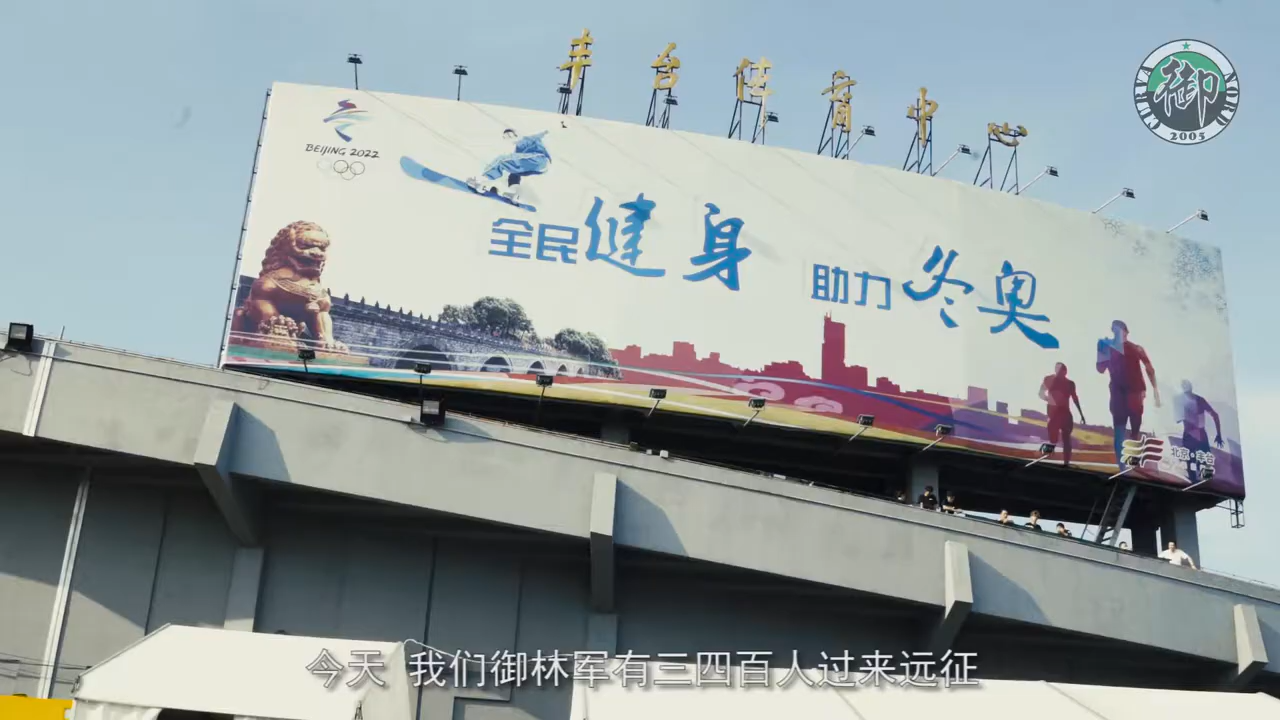 丰台体育中心
御
CURVA NORD
2005
BEIJING 2022
全民健身 助力冬奥
北京·丰台
今天 我们御林军有三四百人过来远征